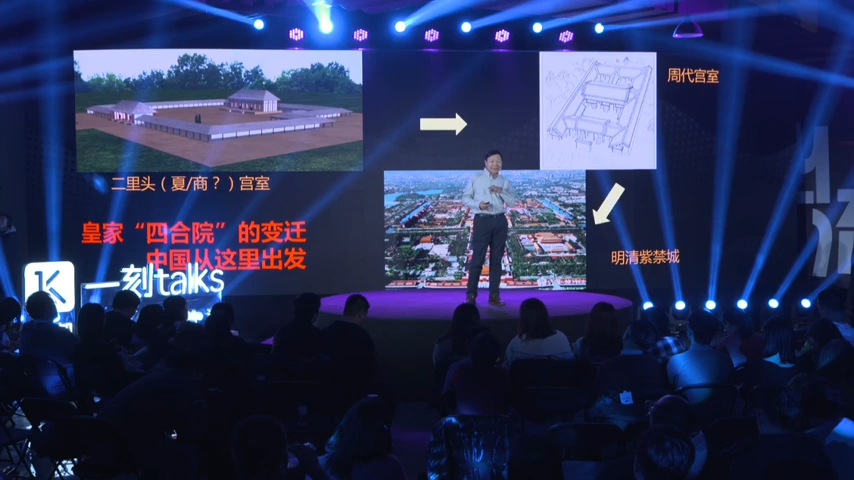 周代宫室
二里头（夏/商？）宫室
皇家“四合院”的变迁
中国从这里出发
明清紫禁城
一刻talks